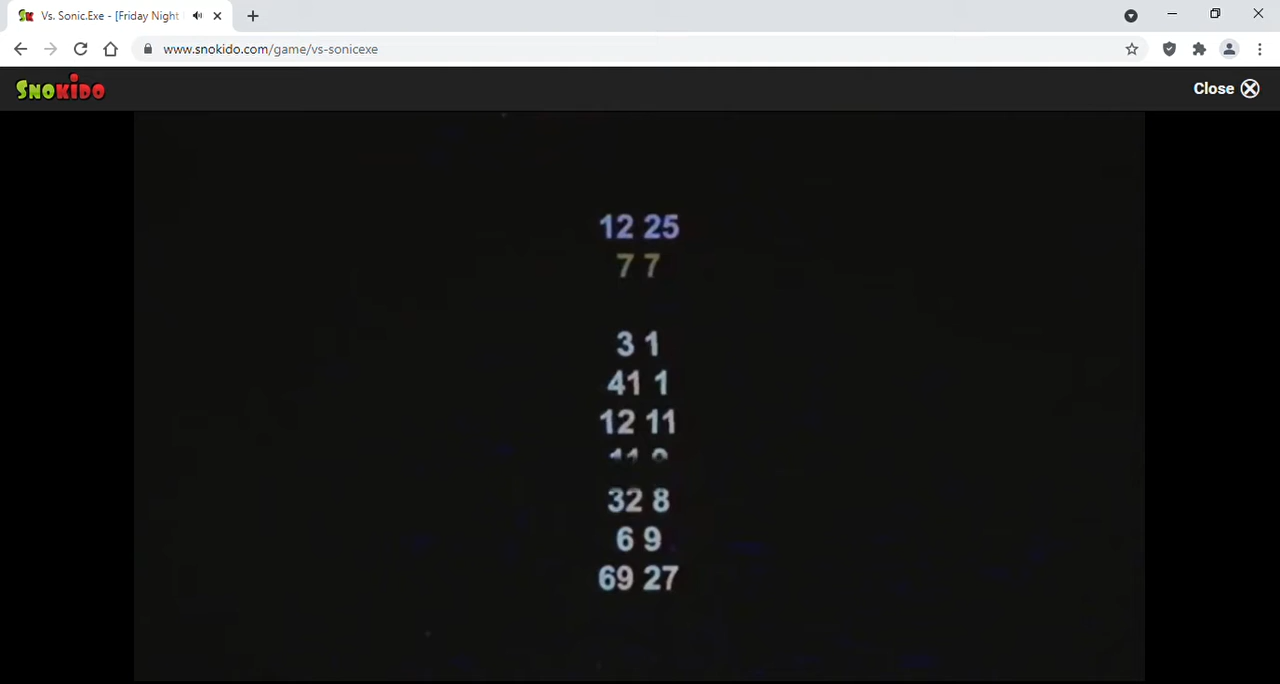 Vs. Sonic.Exe - [Friday Night
www.snokido.com/game/vs-sonicexe
SNOKIDO
Close
12 25
7 7
3 1
41 1
12 11
32 8
6 9
69 27